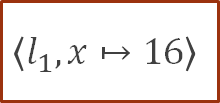 ⟨l₁, x ↦ 16⟩